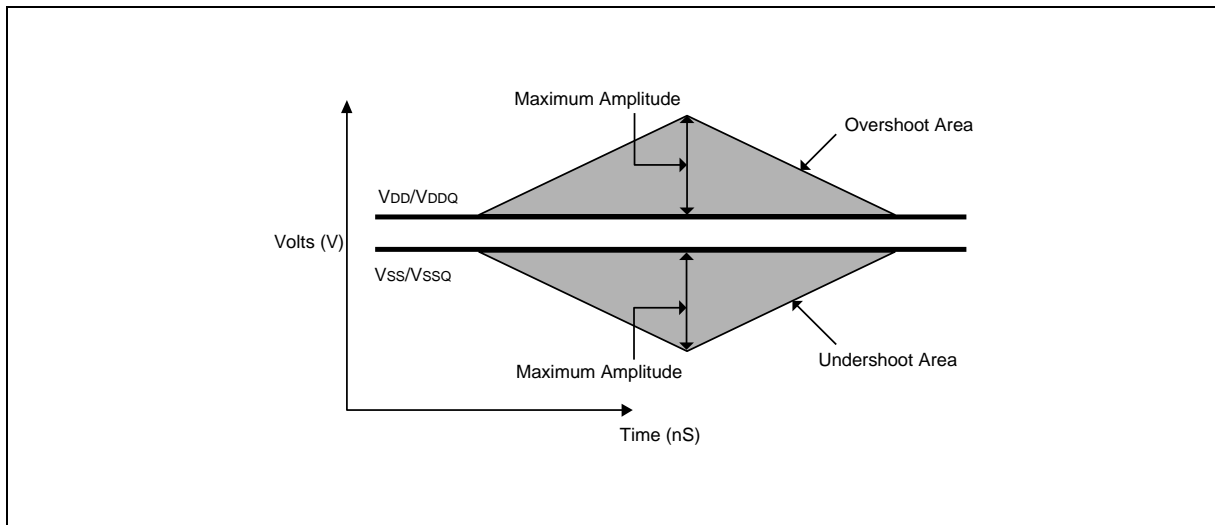 Maximum Amplitude
Overshoot Area
VDD/VDDQ
Volts (V)
VSS/VSSQ
Maximum Amplitude
Undershoot Area
Time (nS)